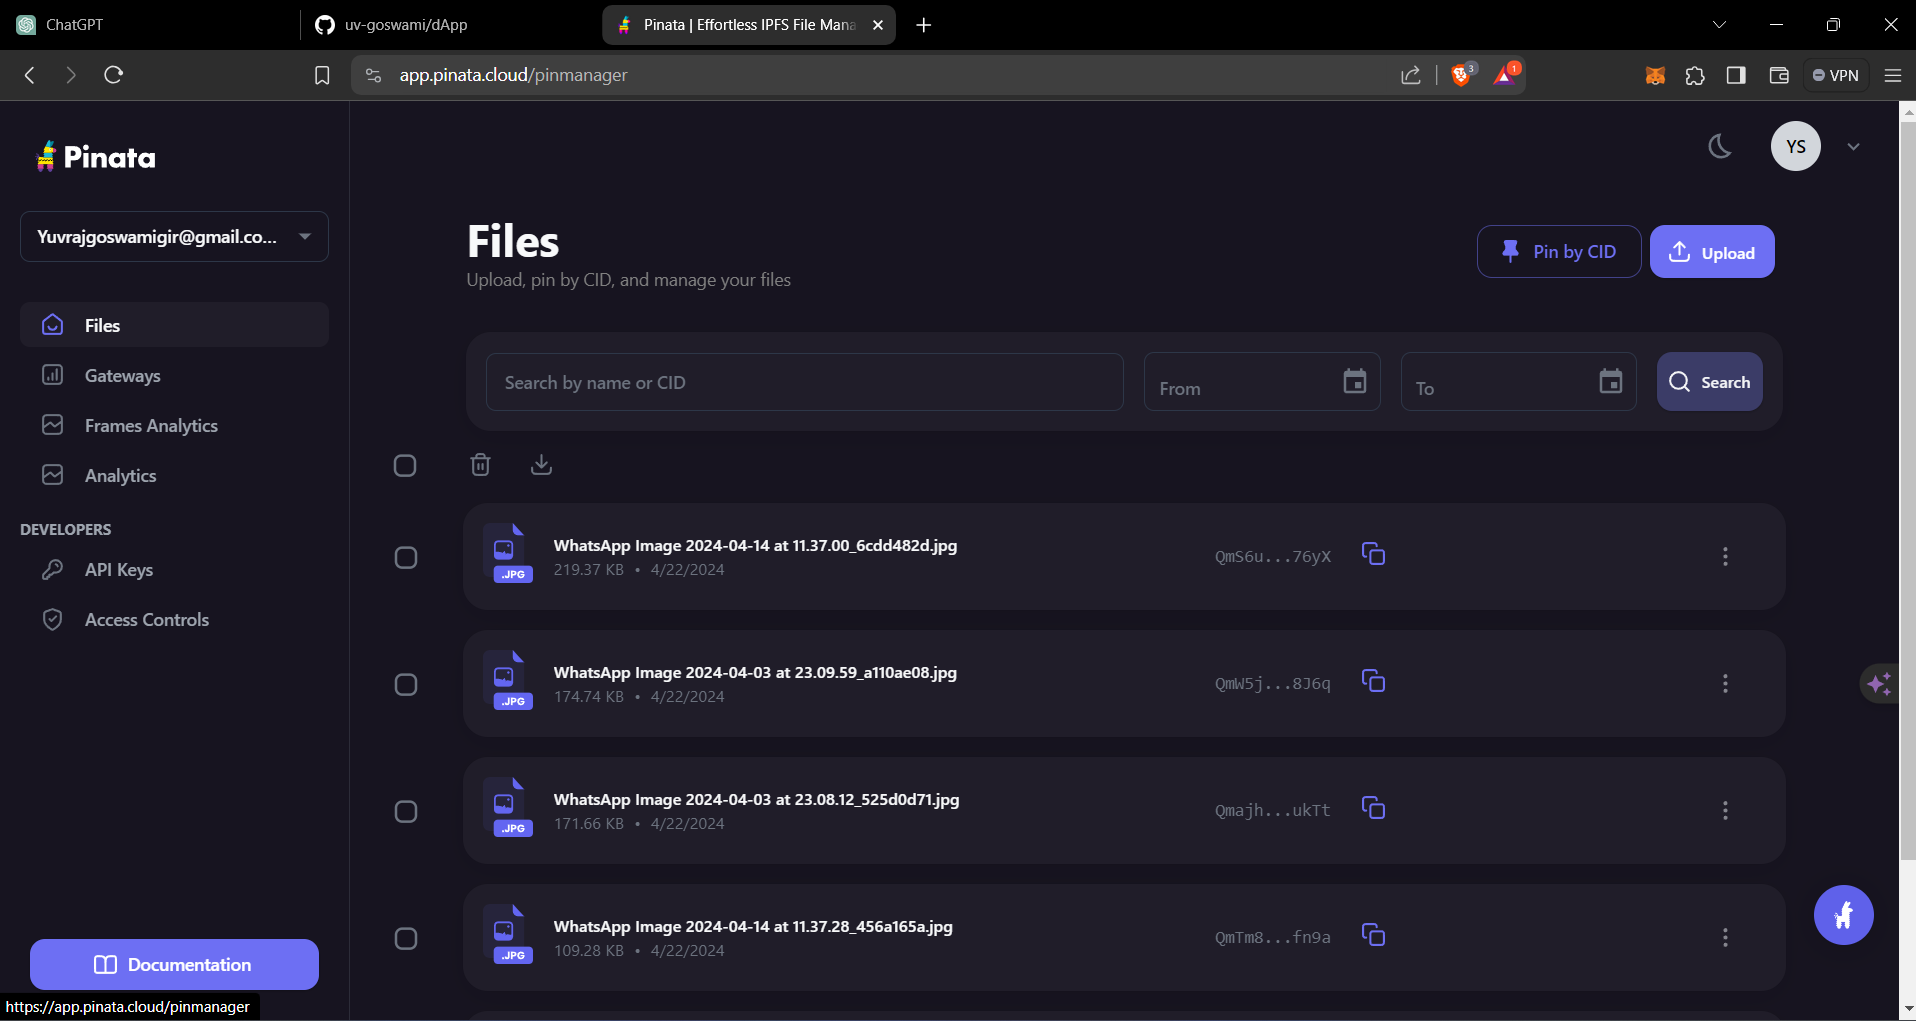 ChatGPT
uv-goswami/dApp
Pinata | Effortless IPFS File Mana
app.pinata.cloud/pinmanager
3
1
VPN
Pinata
YS
Yuvrajgoswamigir@gmail.co...
Files
Gateways
Frames Analytics
Analytics
DEVELOPERS
API Keys
Access Controls
Documentation
https://app.pinata.cloud/pinmanager
Files
Upload, pin by CID, and manage your files
Pin by CID
Upload
Search by name or CID
From
To
Search
.JPG
WhatsApp Image 2024-04-14 at 11.37.00_6cdd482d.jpg
219.37 KB • 4/22/2024
QmS6u...76yX
.JPG
WhatsApp Image 2024-04-03 at 23.09.59_a110ae08.jpg
174.74 KB • 4/22/2024
QmW5j...8J6q
.JPG
WhatsApp Image 2024-04-03 at 23.08.12_525d0d71.jpg
171.66 KB • 4/22/2024
Qmajh...ukTt
.JPG
WhatsApp Image 2024-04-14 at 11.37.28_456a165a.jpg
109.28 KB • 4/22/2024
QmTm8...fn9a